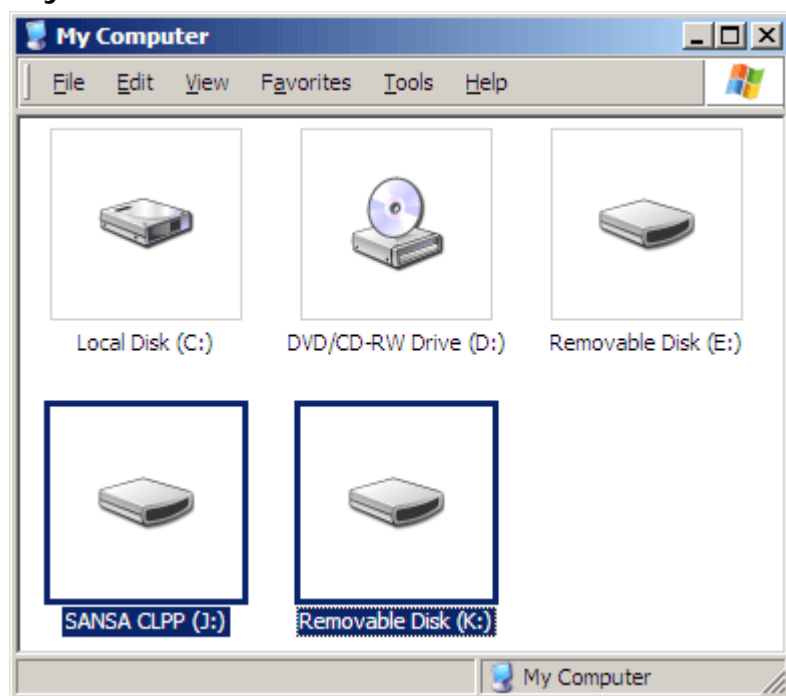 My Computer
File Edit View Favorites Tools Help
Local Disk (C:) DVD/CD-RW Drive (D:) Removable Disk (E:)
SANSA CLPP (J:) Removable Disk (K:)
My Computer